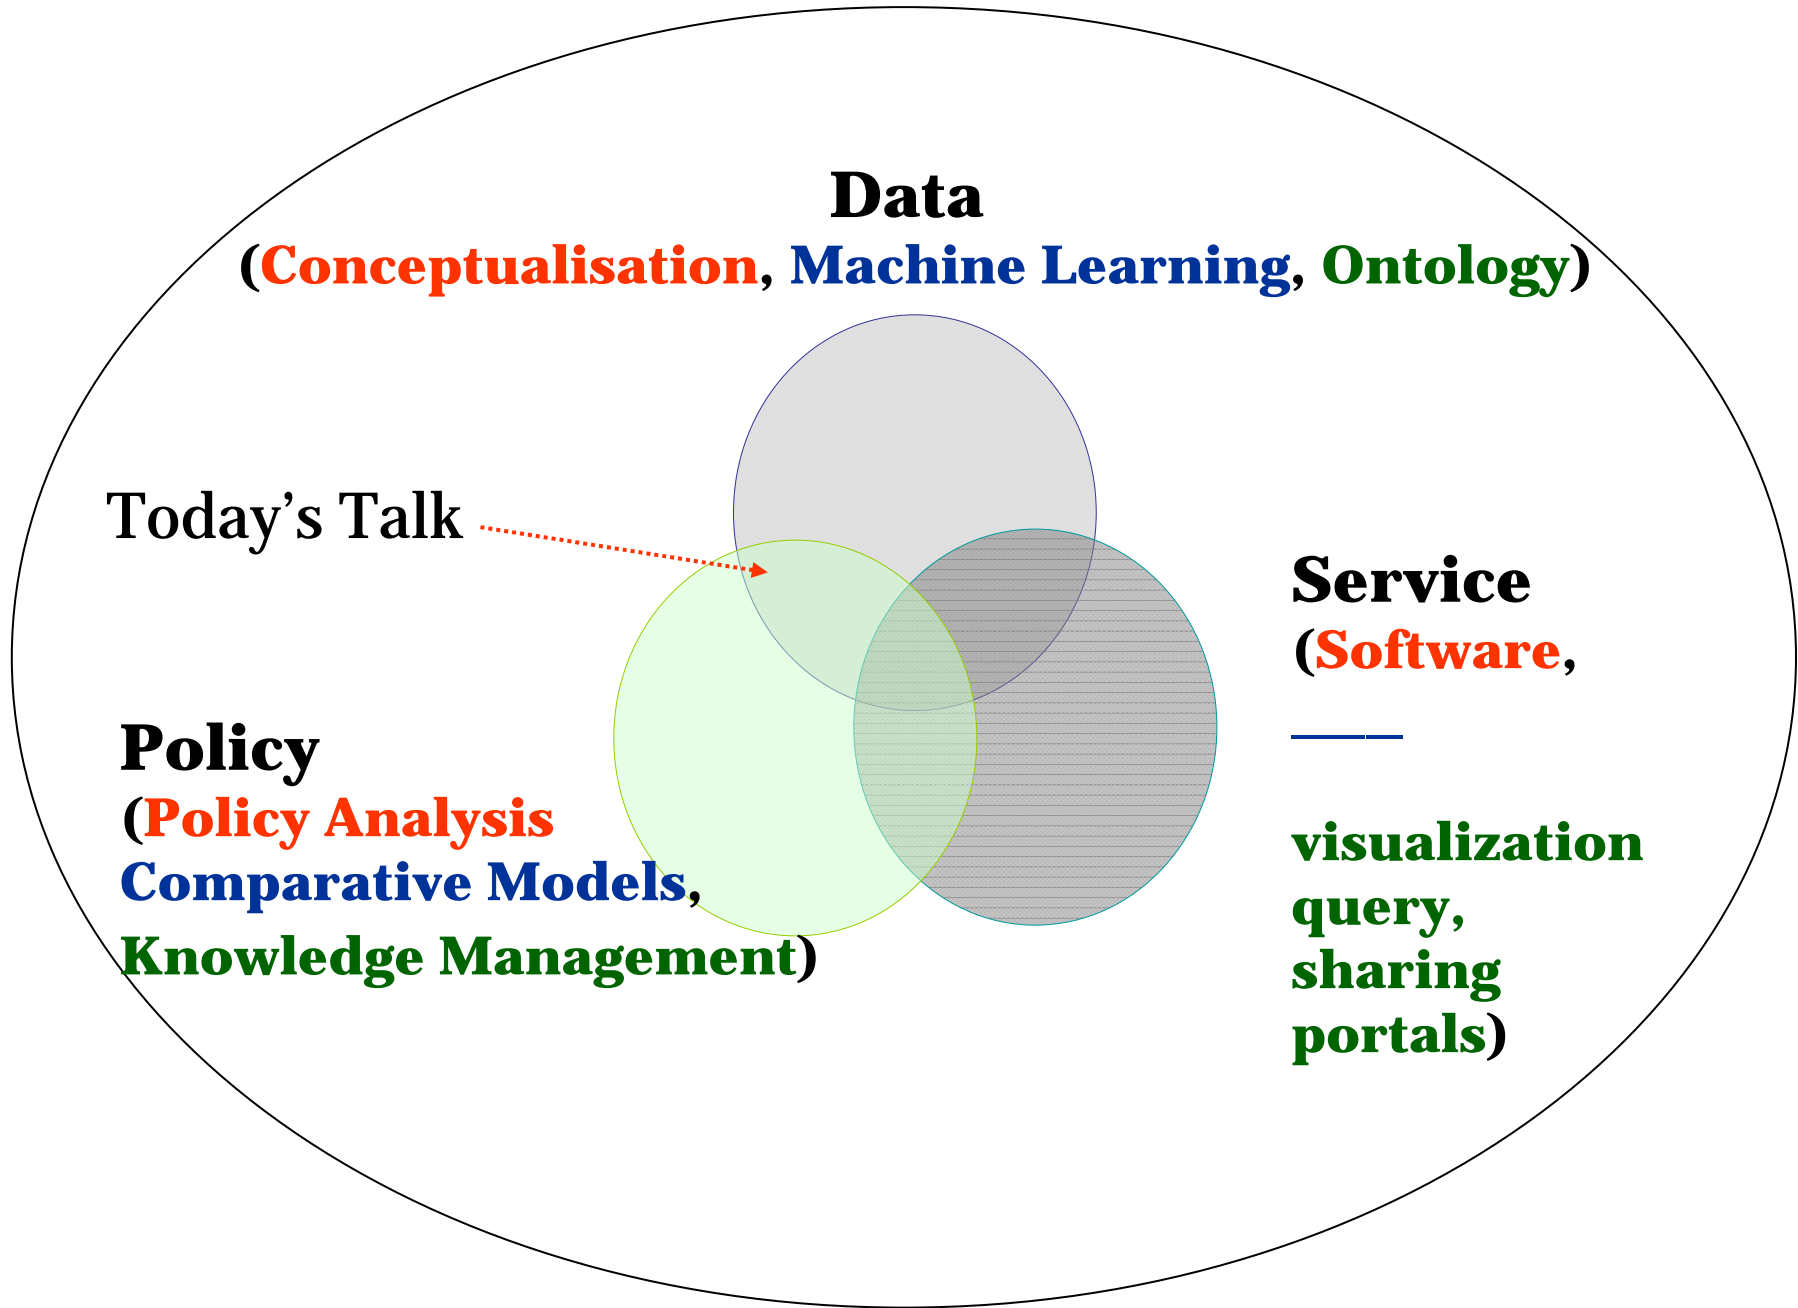 Data
(Conceptualisation, Machine Learning, Ontology)
Today’s Talk
Service
(Software,
visualization
query,
sharing
portals)
Policy
(Policy Analysis
Comparative Models,
Knowledge Management)